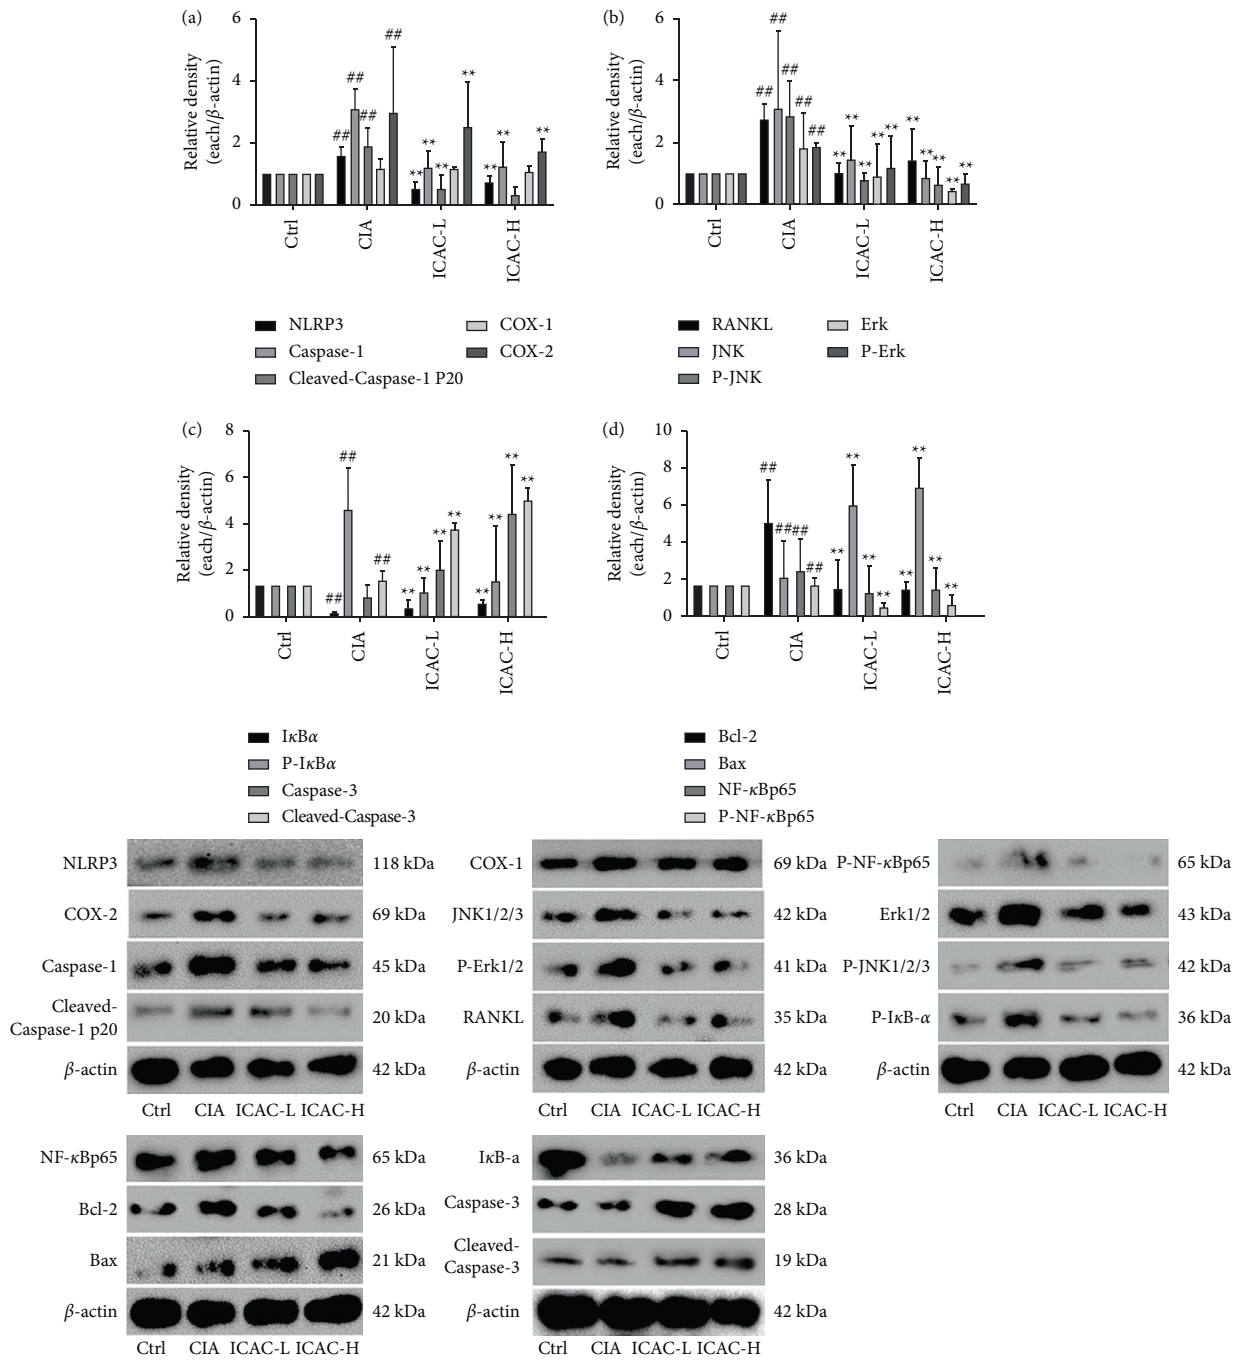 (a)
Relative density
(each/β-actin)
6
4
2
0
##
##
##
##
**
**
**
**
**
**
**
Ctrl
CIA
ICAC-L
ICAC-H
NLRP3
Caspase-1
Cleaved-Caspase-1 P20
COX-1
COX-2
(b)
Relative density
(each/β-actin)
6
4
2
0
##
##
##
##
##
**
**
**
**
**
**
**
**
**
**
Ctrl
CIA
ICAC-L
ICAC-H
RANKL
JNK
P-JNK
Erk
P-Erk
(c)
Relative density
(each/β-actin)
8
6
4
2
0
##
##
##
**
**
**
**
**
**
**
**
Ctrl
CIA
ICAC-L
ICAC-H
IκBα
P-IκBα
Caspase-3
Cleaved-Caspase-3
(d)
Relative density
(each/β-actin)
10
8
6
4
2
0
##
##
##
##
**
**
**
**
**
**
**
**
Ctrl
CIA
ICAC-L
ICAC-H
Bcl-2
Bax
NF-κBp65
P-NF-κBp65
NLRP3 118 kDa
COX-2 69 kDa
Caspase-1 45 kDa
Cleaved-
Caspase-1 p20 20 kDa
β-actin 42 kDa
Ctrl CIA ICAC-L ICAC-H
COX-1 69 kDa
JNK1/2/3 42 kDa
P-Erk1/2 41 kDa
RANKL 35 kDa
β-actin 42 kDa
Ctrl CIA ICAC-L ICAC-H
P-NF-κBp65 65 kDa
Erk1/2 43 kDa
P-JNK1/2/3 42 kDa
P-IκB-α 36 kDa
β-actin 42 kDa
Ctrl CIA ICAC-L ICAC-H
NF-κBp65 65 kDa
Bcl-2 26 kDa
Bax 21 kDa
β-actin 42 kDa
Ctrl CIA ICAC-L ICAC-H
IκB-a 36 kDa
Caspase-3 28 kDa
Cleaved-
Caspase-3 19 kDa
β-actin 42 kDa
Ctrl CIA ICAC-L ICAC-H